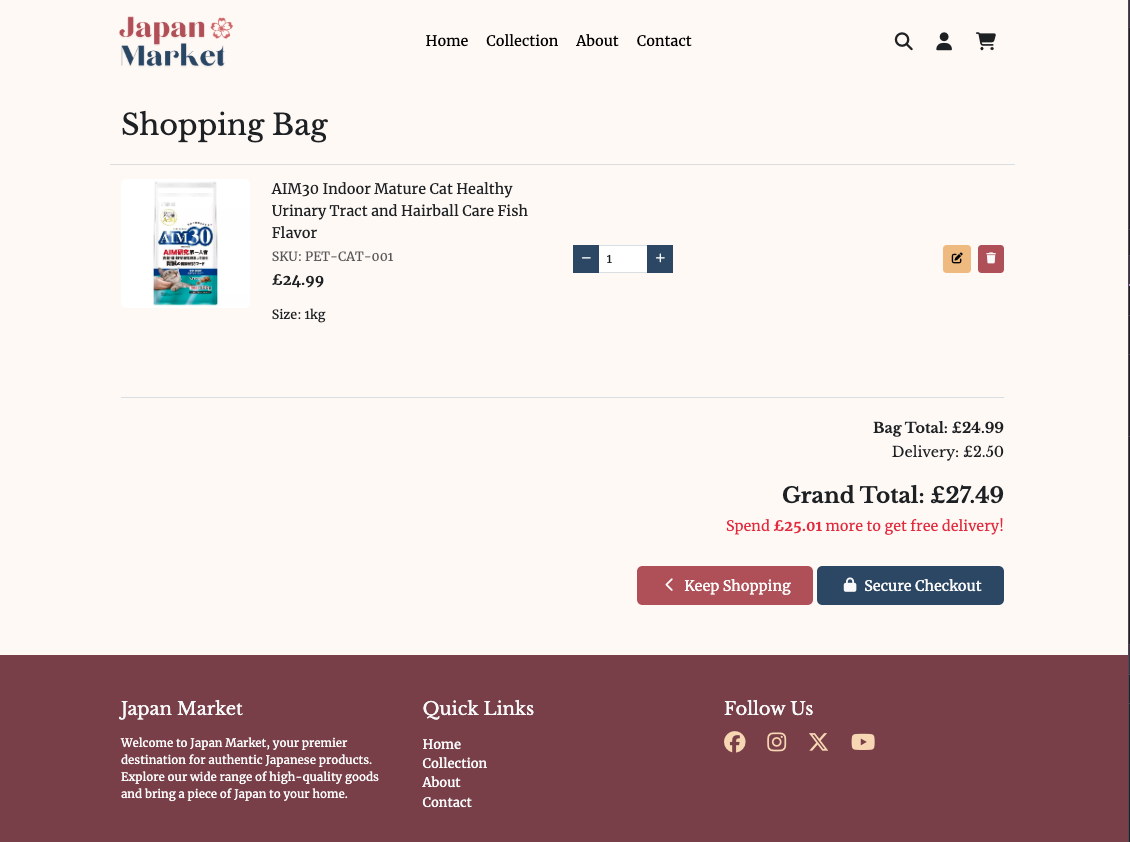 Japan
Market
Home Collection About Contact
Shopping Bag
AIM30
AIM30 Indoor Mature Cat Healthy
Urinary Tract and Hairball Care Fish
Flavor
SKU: PET-CAT-001
£24.99
Size: 1kg
− 1 +
Bag Total: £24.99
Delivery: £2.50
Grand Total: £27.49
Spend £25.01 more to get free delivery!
Keep Shopping
Secure Checkout
Japan Market
Welcome to Japan Market, your premier
destination for authentic Japanese products.
Explore our wide range of high-quality goods
and bring a piece of Japan to your home.
Quick Links
Home
Collection
About
Contact
Follow Us